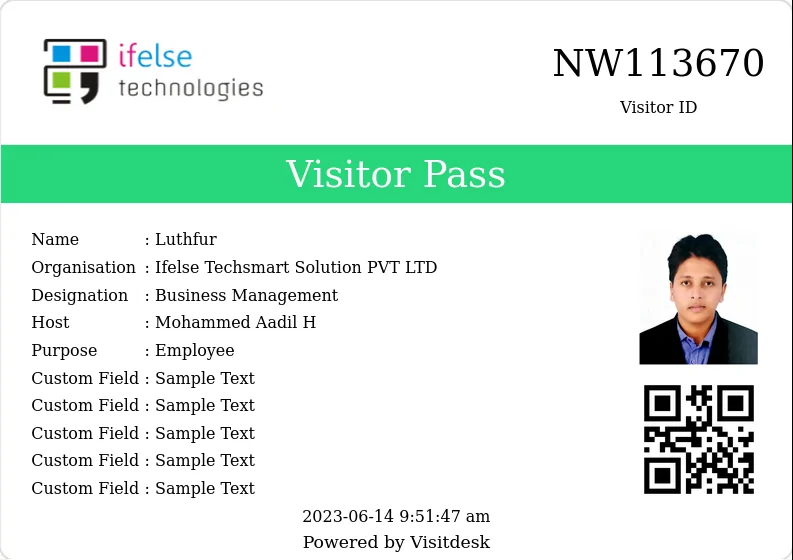 ifelse
technologies
NW113670
Visitor ID
Visitor Pass
Name : Luthfur
Organisation : Ifelse Techsmart Solution PVT LTD
Designation : Business Management
Host : Mohammed Aadil H
Purpose : Employee
Custom Field : Sample Text
Custom Field : Sample Text
Custom Field : Sample Text
Custom Field : Sample Text
Custom Field : Sample Text
2023-06-14 9:51:47 am
Powered by Visitdesk